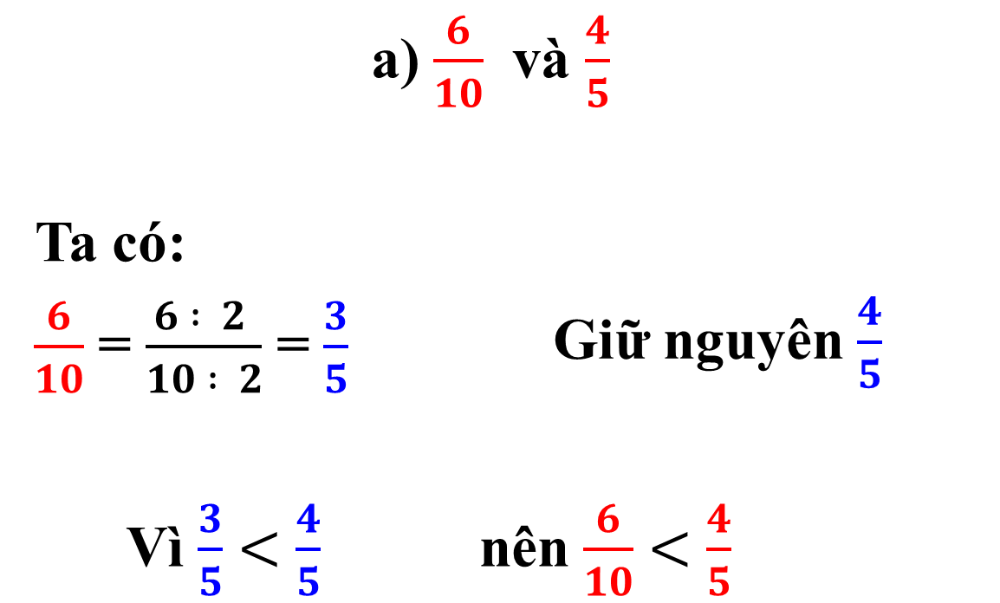 a) 6/10 và 4/5
Ta có:
6/10 = 6 : 2/10 : 2 = 3/5 Giữ nguyên 4/5
Vì 3/5 < 4/5 nên 6/10 < 4/5